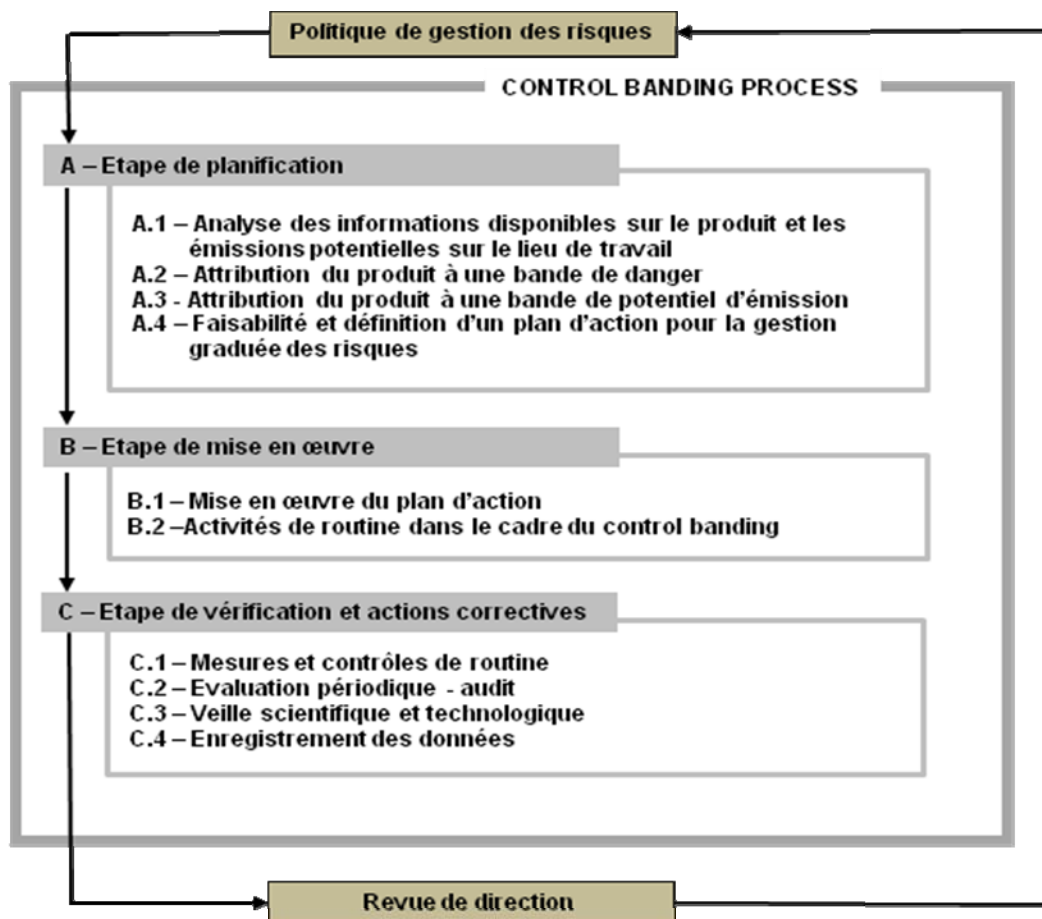 Politique de gestion des risques
CONTROL BANDING PROCESS
A – Etape de planification
A.1 – Analyse des informations disponibles sur le produit et les
émissions potentielles sur le lieu de travail
A.2 – Attribution du produit à une bande de danger
A.3 - Attribution du produit à une bande de potentiel d'émission
A.4 – Faisabilité et définition d'un plan d'action pour la gestion
graduée des risques
B – Etape de mise en œuvre
B.1 – Mise en œuvre du plan d'action
B.2 –Activités de routine dans le cadre du control banding
C – Etape de vérification et actions correctives
C.1 – Mesures et contrôles de routine
C.2 – Evaluation périodique - audit
C.3 – Veille scientifique et technologique
C.4 – Enregistrement des données
Revue de direction